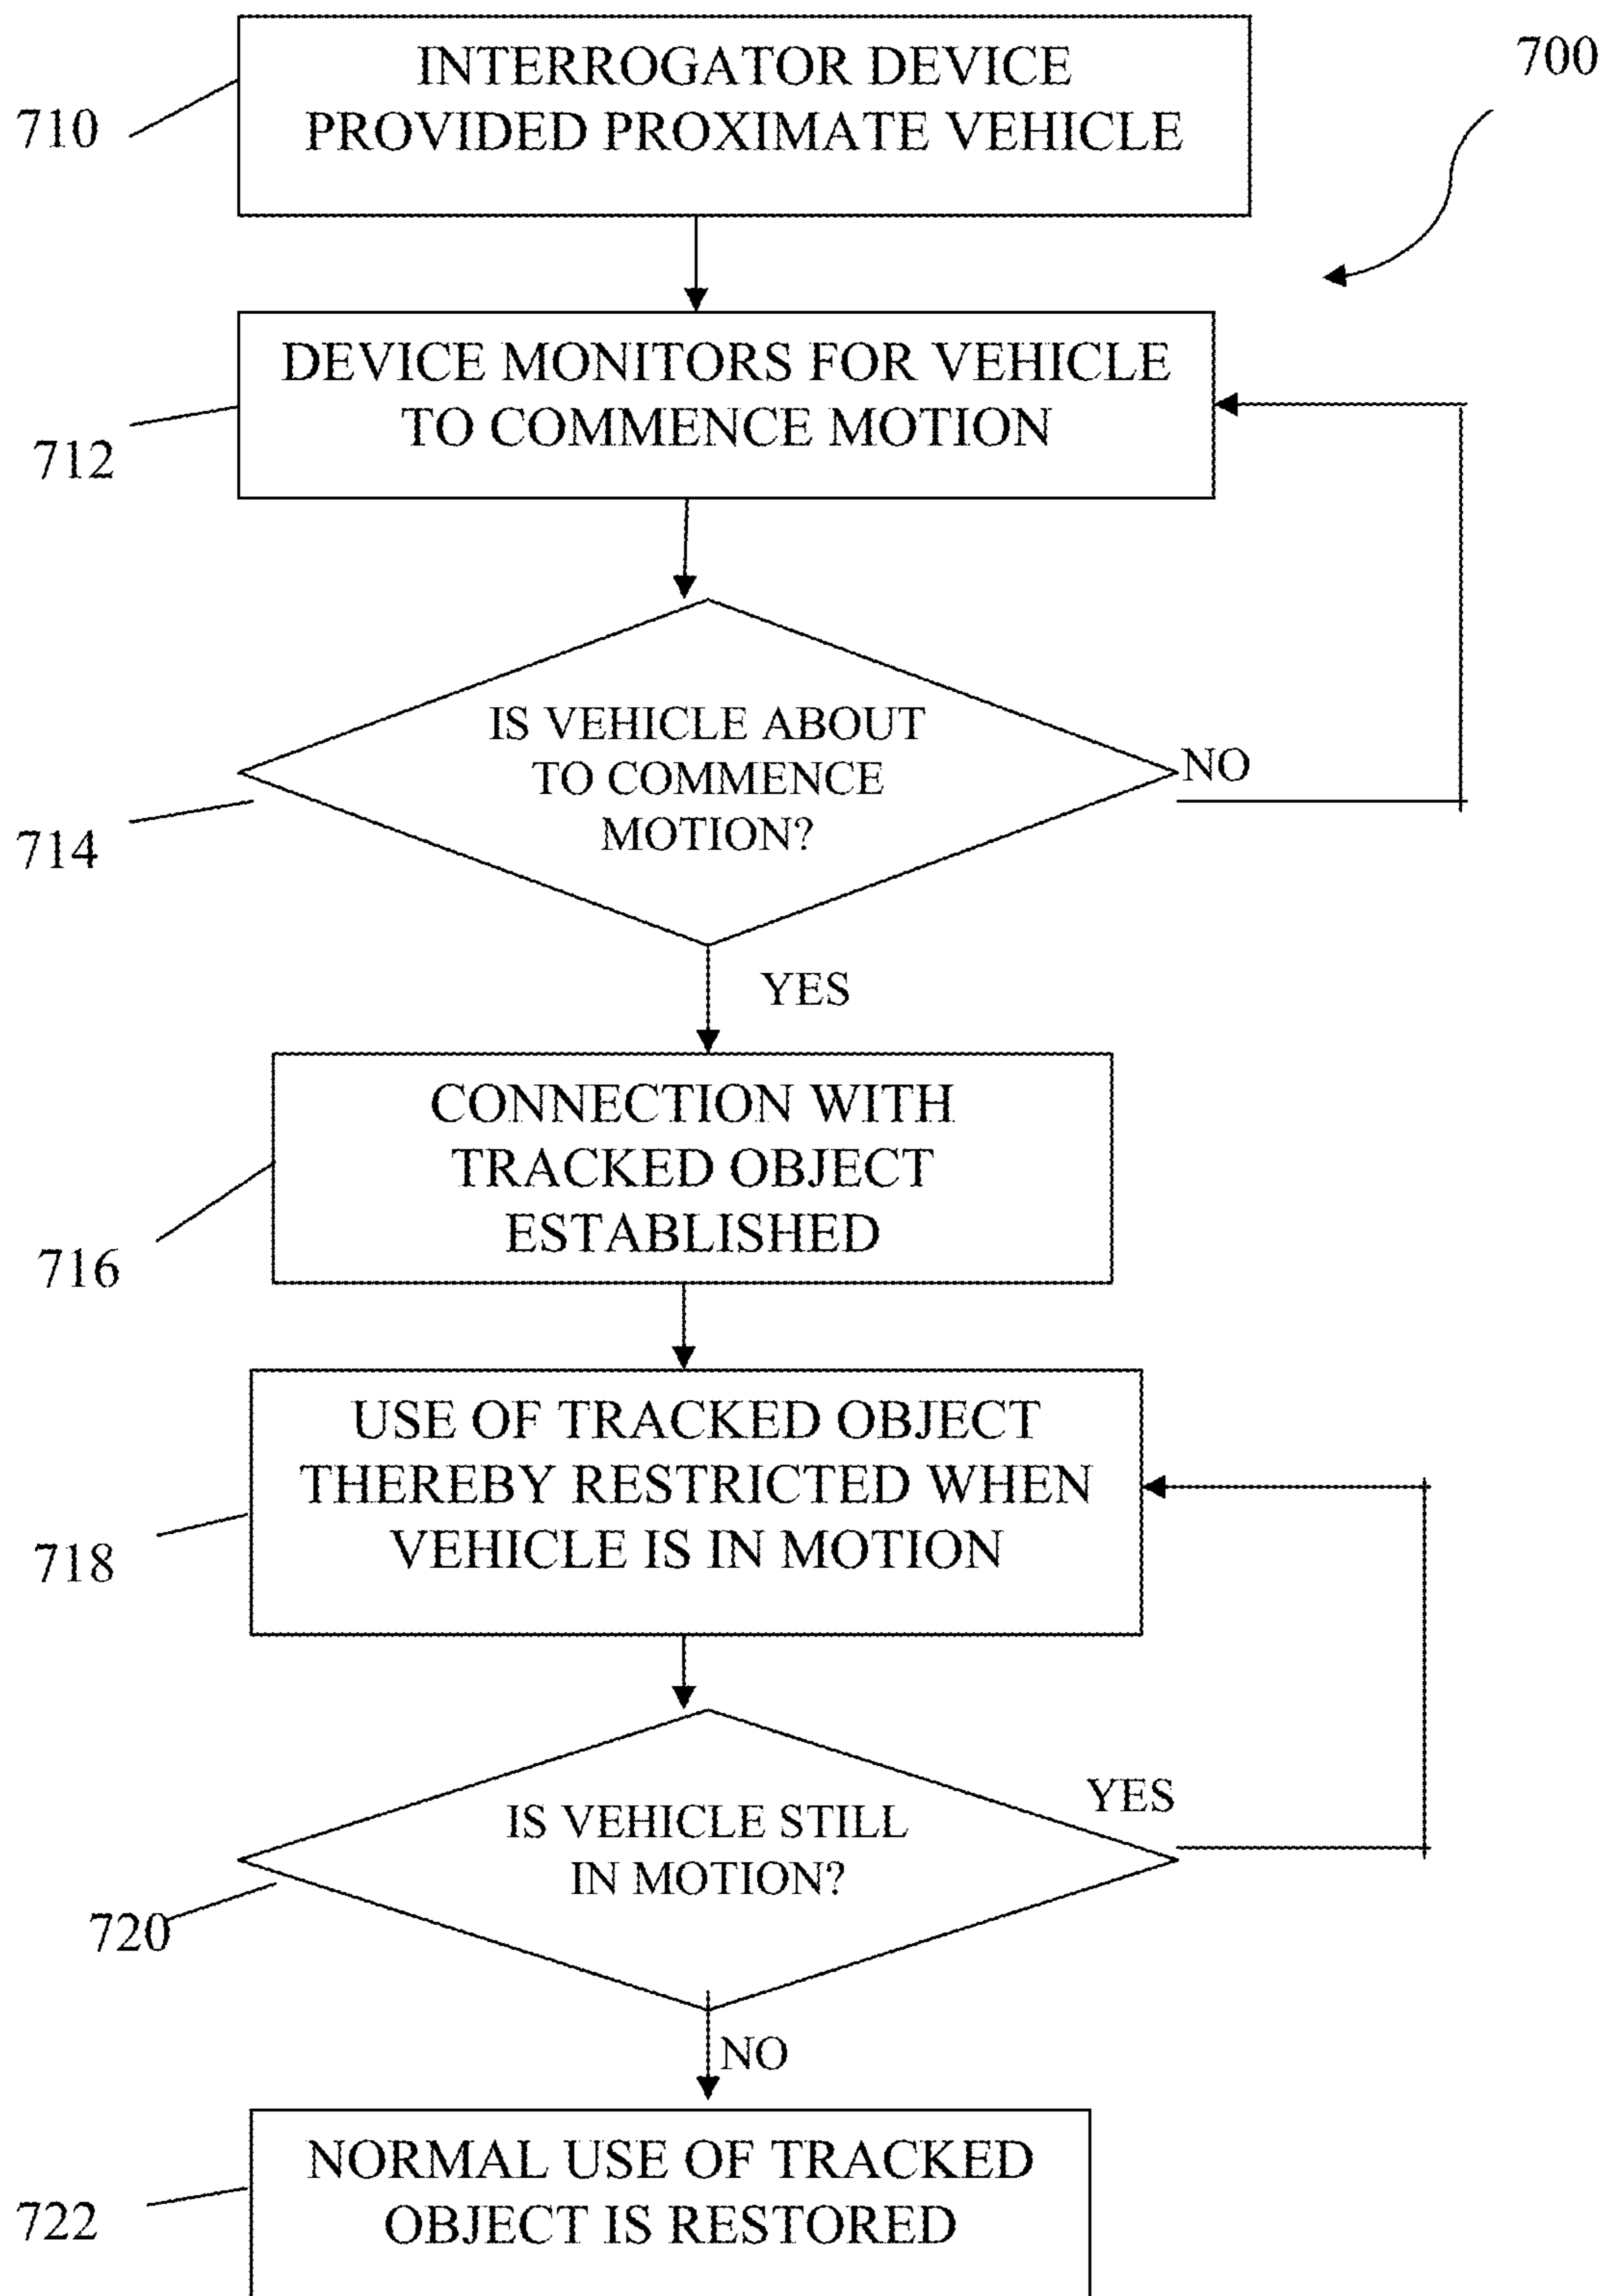 700
710
INTERROGATOR DEVICE
PROVIDED PROXIMATE VEHICLE
712
DEVICE MONITORS FOR VEHICLE
TO COMMENCE MOTION
714
IS VEHICLE ABOUT
TO COMMENCE
MOTION?
NO
YES
716
CONNECTION WITH
TRACKED OBJECT
ESTABLISHED
718
USE OF TRACKED OBJECT
THEREBY RESTRICTED WHEN
VEHICLE IS IN MOTION
720
IS VEHICLE STILL
IN MOTION?
YES
NO
722
NORMAL USE OF TRACKED
OBJECT IS RESTORED